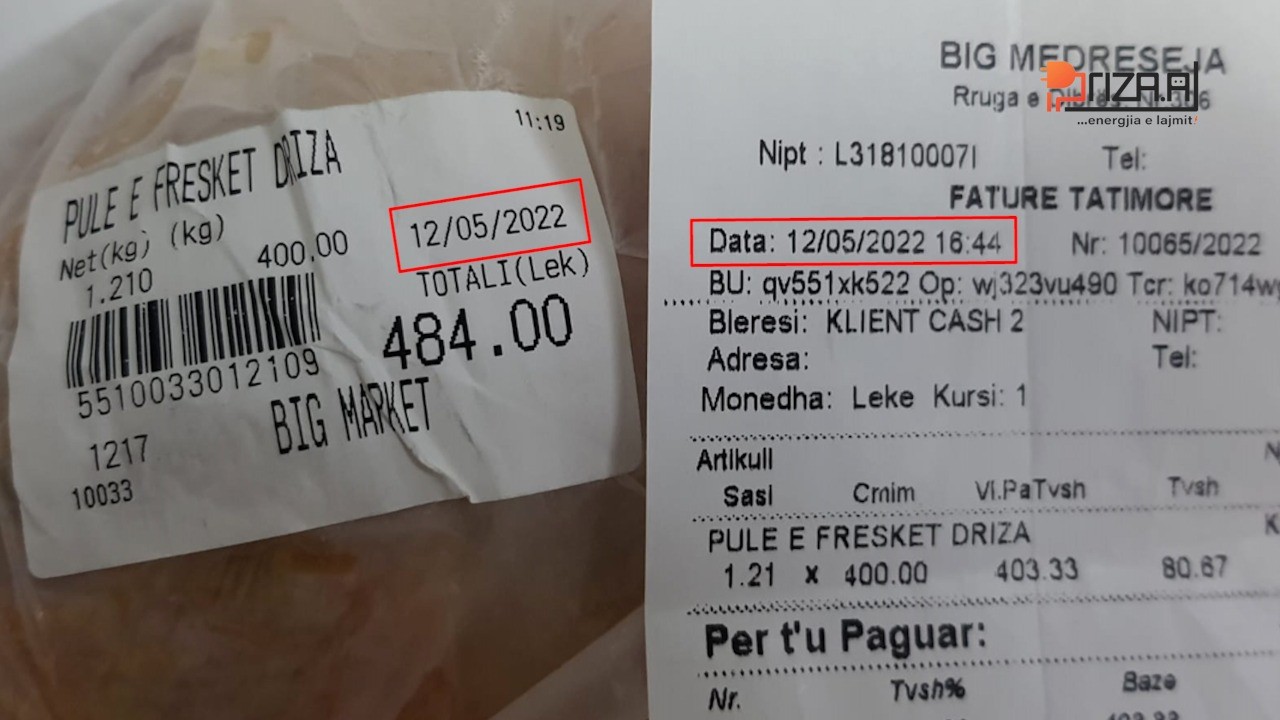 11:19
PULE E FRESKET DRIZA
12/05/2022
Net(kg) (kg)
1.210 400.00
TOTALI(Lek)
484.00
5510033012109
BIG MARKET
1217
10033
BIG MEDRESEJA
RIZA.Al
...energjia e lajmit!
Rruga e
Nipt : L31810007I Tel:
FATURE TATIMORE
Data: 12/05/2022 16:44 Nr: 10065/2022
BU: qv551xk522 Op: wj323vu490 Tcr: ko714w
Bleresi: KLIENT CASH 2 NIPT:
Adresa: Tel:
Monedha: Leke Kursi: 1
Artikull
Sasi Crnim Vl.PaTvsh Tvsh
PULE E FRESKET DRIZA K
1.21 x 400.00 403.33 80.67
Per t'u Paguar:
Nr. Tvsh% Baze